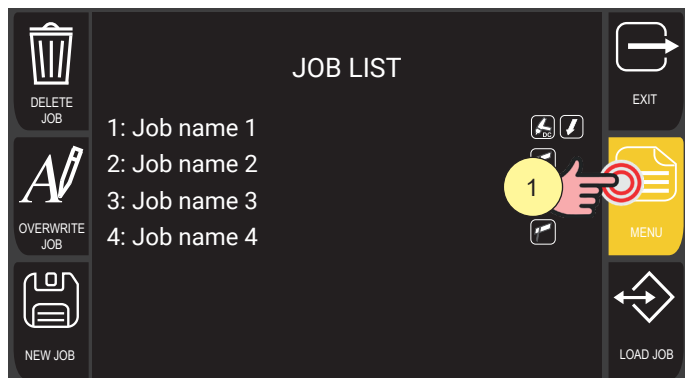 JOB LIST
DELETE
JOB
EXIT
1: Job name 1
DC
2: Job name 2
3: Job name 3
1
OVERWRITE
JOB
4: Job name 4
MENU
NEW JOB
LOAD JOB